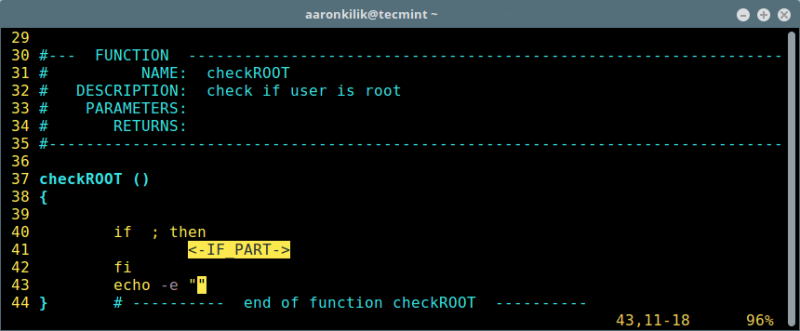 aaronkilik@tecmint ~
29
30 #---  FUNCTION  ----------------------------------------------------------------
31 #          NAME:  checkROOT
32 #   DESCRIPTION:  check if user is root
33 #    PARAMETERS:
34 #       RETURNS:
35 #-------------------------------------------------------------------------------
36
37 checkROOT ()
38 {
39
40         if  ; then
41                 <-IF_PART->
42         fi
43         echo -e ""
44 }       # ----------  end of function checkROOT  ----------
43,11-18      96%